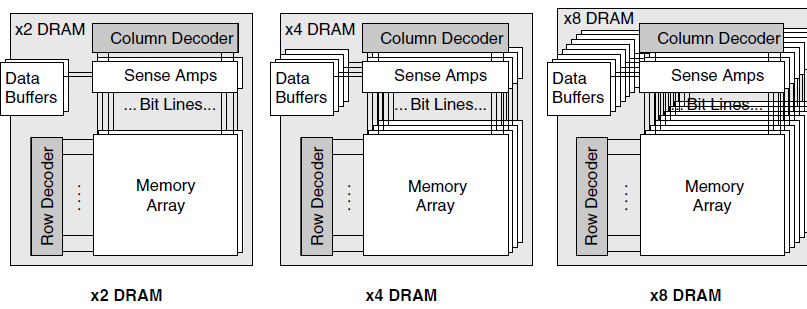 x2 DRAM
Column Decoder
Sense Amps
Data
Buffers
... Bit Lines...
Row Decoder
. . . .
Memory
Array
x2 DRAM
x4 DRAM
Column Decoder
Sense Amps
Data
Buffers
... Bit Lines...
Row Decoder
. . . .
Memory
Array
x4 DRAM
x8 DRAM
Column Decoder
Sense Amps
Data
Buffers
... Bit Lines...
Row Decoder
. . . .
Memory
Array
x8 DRAM